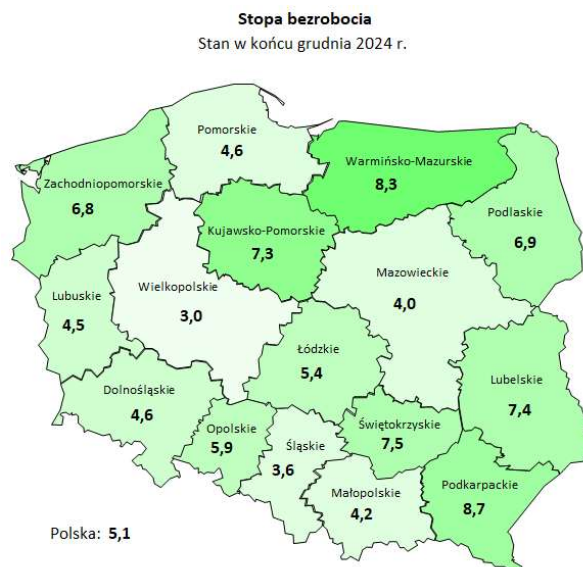 Stopa bezrobocia
Stan w końcu grudnia 2024 r.
Pomorskie
4,6
Warmińsko-Mazurskie
8,3
Zachodniopomorskie
6,8
Podlaskie
6,9
Kujawsko-Pomorskie
7,3
Mazowieckie
4,0
Wielkopolskie
3,0
Lubuskie
4,5
Łódzkie
5,4
Lubelskie
7,4
Dolnośląskie
4,6
Opolskie
5,9
Śląskie
3,6
Świętokrzyskie
7,5
Małopolskie
4,2
Podkarpackie
8,7
Polska: 5,1